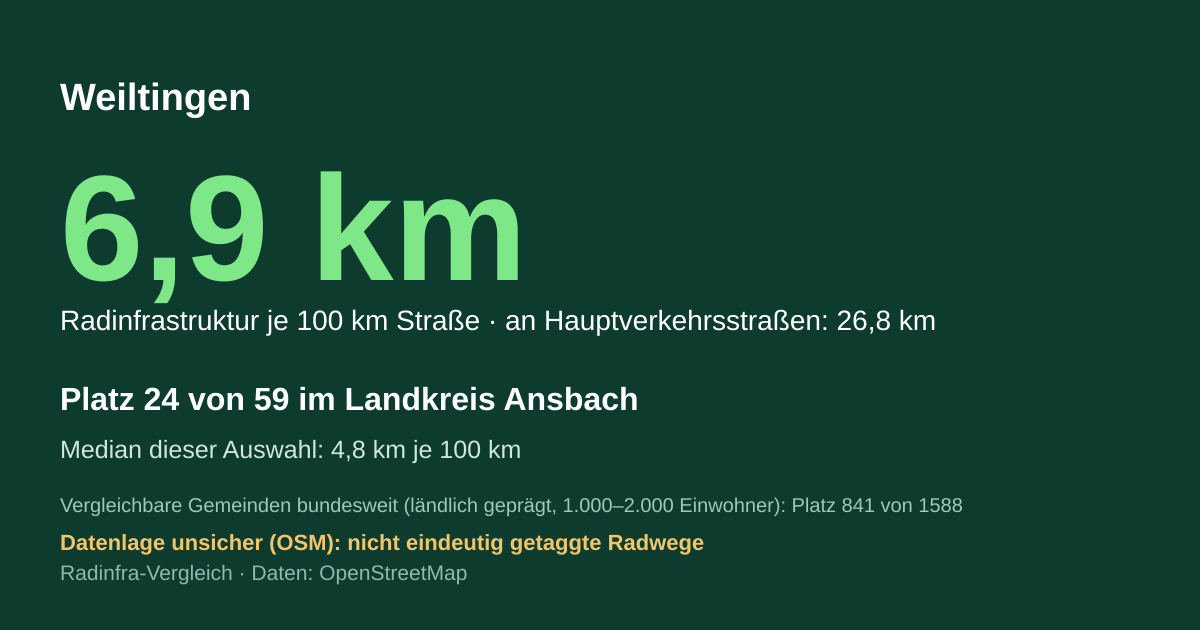 Weiltingen
6,9 km
Radinfrastruktur je 100 km Straße · an Hauptverkehrsstraßen: 26,8 km
Platz 24 von 59 im Landkreis Ansbach
Median dieser Auswahl: 4,8 km je 100 km
Vergleichbare Gemeinden bundesweit (ländlich geprägt, 1.000–2.000 Einwohner): Platz 841 von 1588
Datenlage unsicher (OSM): nicht eindeutig getaggte Radwege
Radinfra-Vergleich · Daten: OpenStreetMap